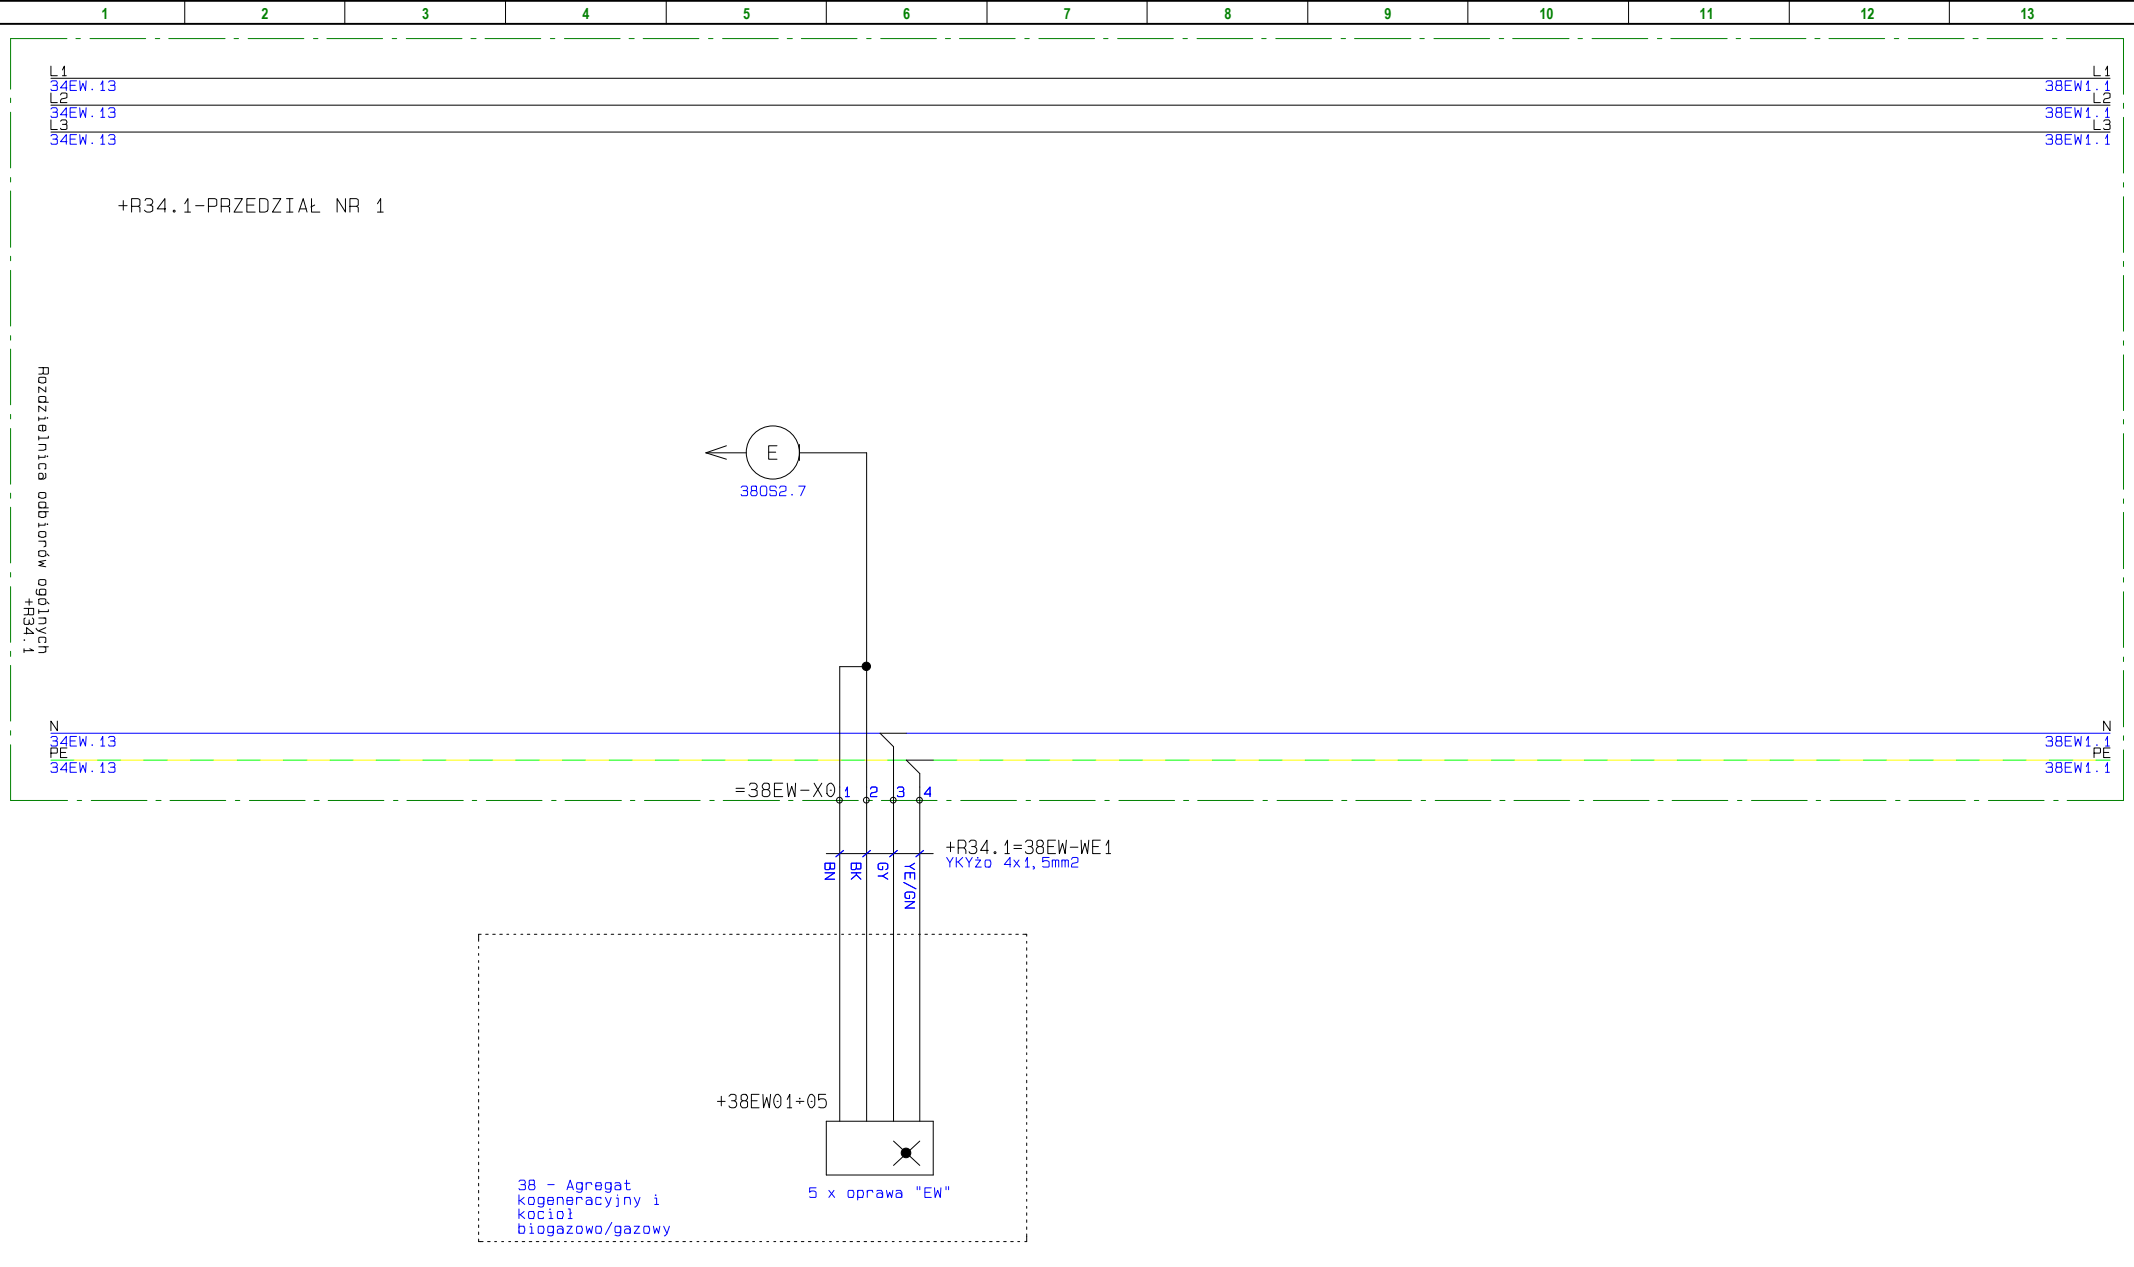 1 2 3 4 5 6 7 8 9 10 11 12 13
L1 L1
34EW.13 38EW1.1
L2 L2
34EW.13 38EW1.1
L3 L3
34EW.13 38EW1.1
+R34.1-PRZEDZIAŁ NR 1
Rozdzielnica odbiorów ogólnych
+R34.1
E
38OS2.7
N N
34EW.13 38EW1.1
PE PE
34EW.13 38EW1.1
=38EW-X0 1 2 3 4
+R34.1=38EW-WE1
YKYżo 4x1,5mm2
BN BK GY YE/GN
+38EW01÷05
5 x oprawa "EW"
38 - Agregat
kogeneracyjny i
kocioł
biogazowo/gazowy